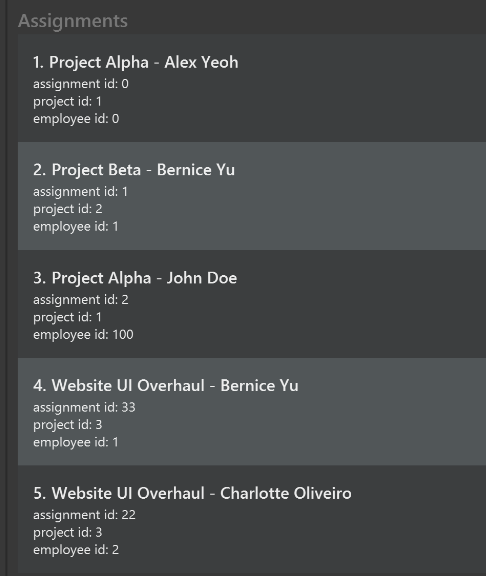 Assignments
1. Project Alpha - Alex Yeoh
assignment id: 0
project id: 1
employee id: 0
2. Project Beta - Bernice Yu
assignment id: 1
project id: 2
employee id: 1
3. Project Alpha - John Doe
assignment id: 2
project id: 1
employee id: 100
4. Website UI Overhaul - Bernice Yu
assignment id: 33
project id: 3
employee id: 1
5. Website UI Overhaul - Charlotte Oliveiro
assignment id: 22
project id: 3
employee id: 2